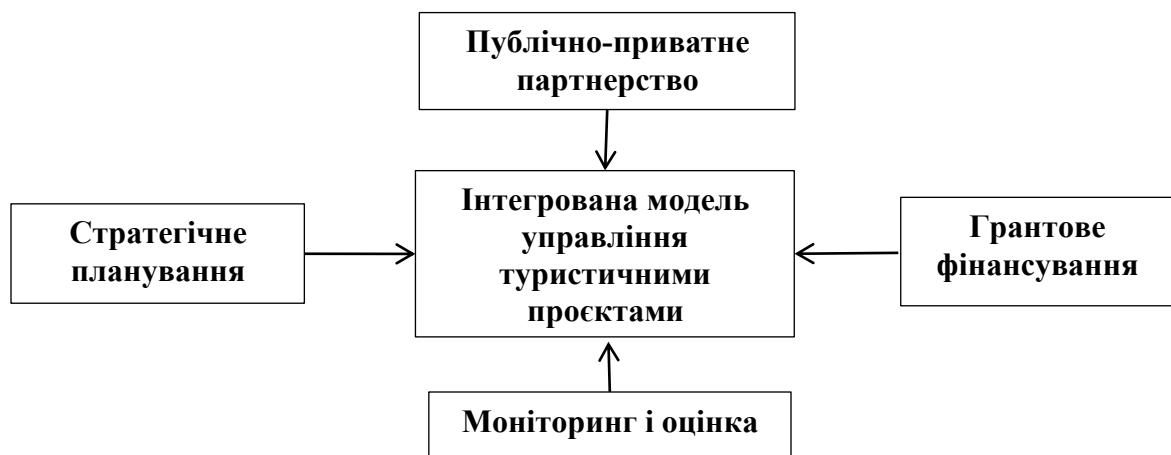 Публічно-приватне
партнерство
Стратегічне
планування
Інтегрована модель
управління
туристичними
проєктами
Грантове
фінансування
Моніторинг і оцінка